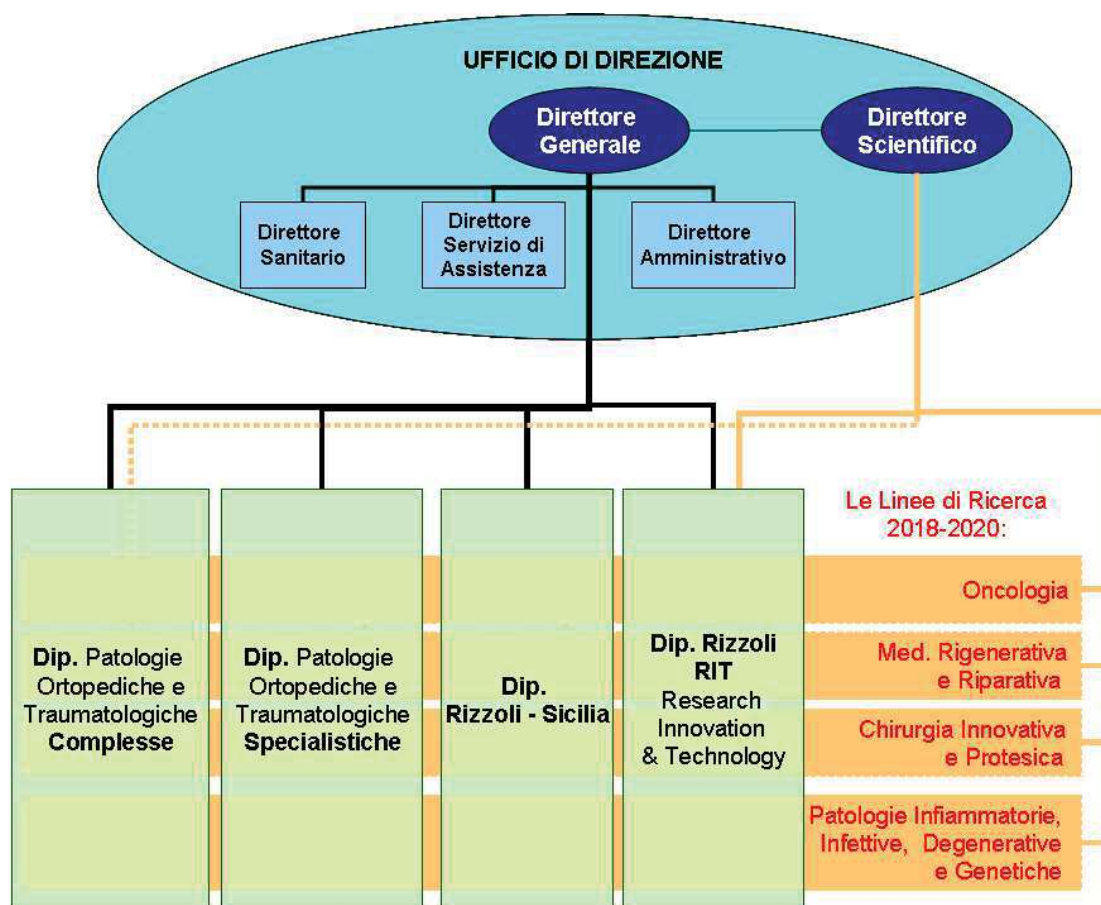 UFFICIO DI DIREZIONE
Direttore
Generale
Direttore
Scientifico
Direttore
Sanitario
Direttore
Servizio di
Assistenza
Direttore
Amministrativo
Le Linee di Ricerca
2018-2020:
Dip. Patologie
Ortopediche e
Traumatologiche
Complesse
Dip. Patologie
Ortopediche e
Traumatologiche
Specialistiche
Dip.
Rizzoli - Sicilia
Dip. Rizzoli
RIT
Research
Innovation
& Technology
Oncologia
Med. Rigenerativa
e Riparativa
Chirurgia Innovativa
e Protesica
Patologie Infiammatorie,
Infettive, Degenerative
e Genetiche